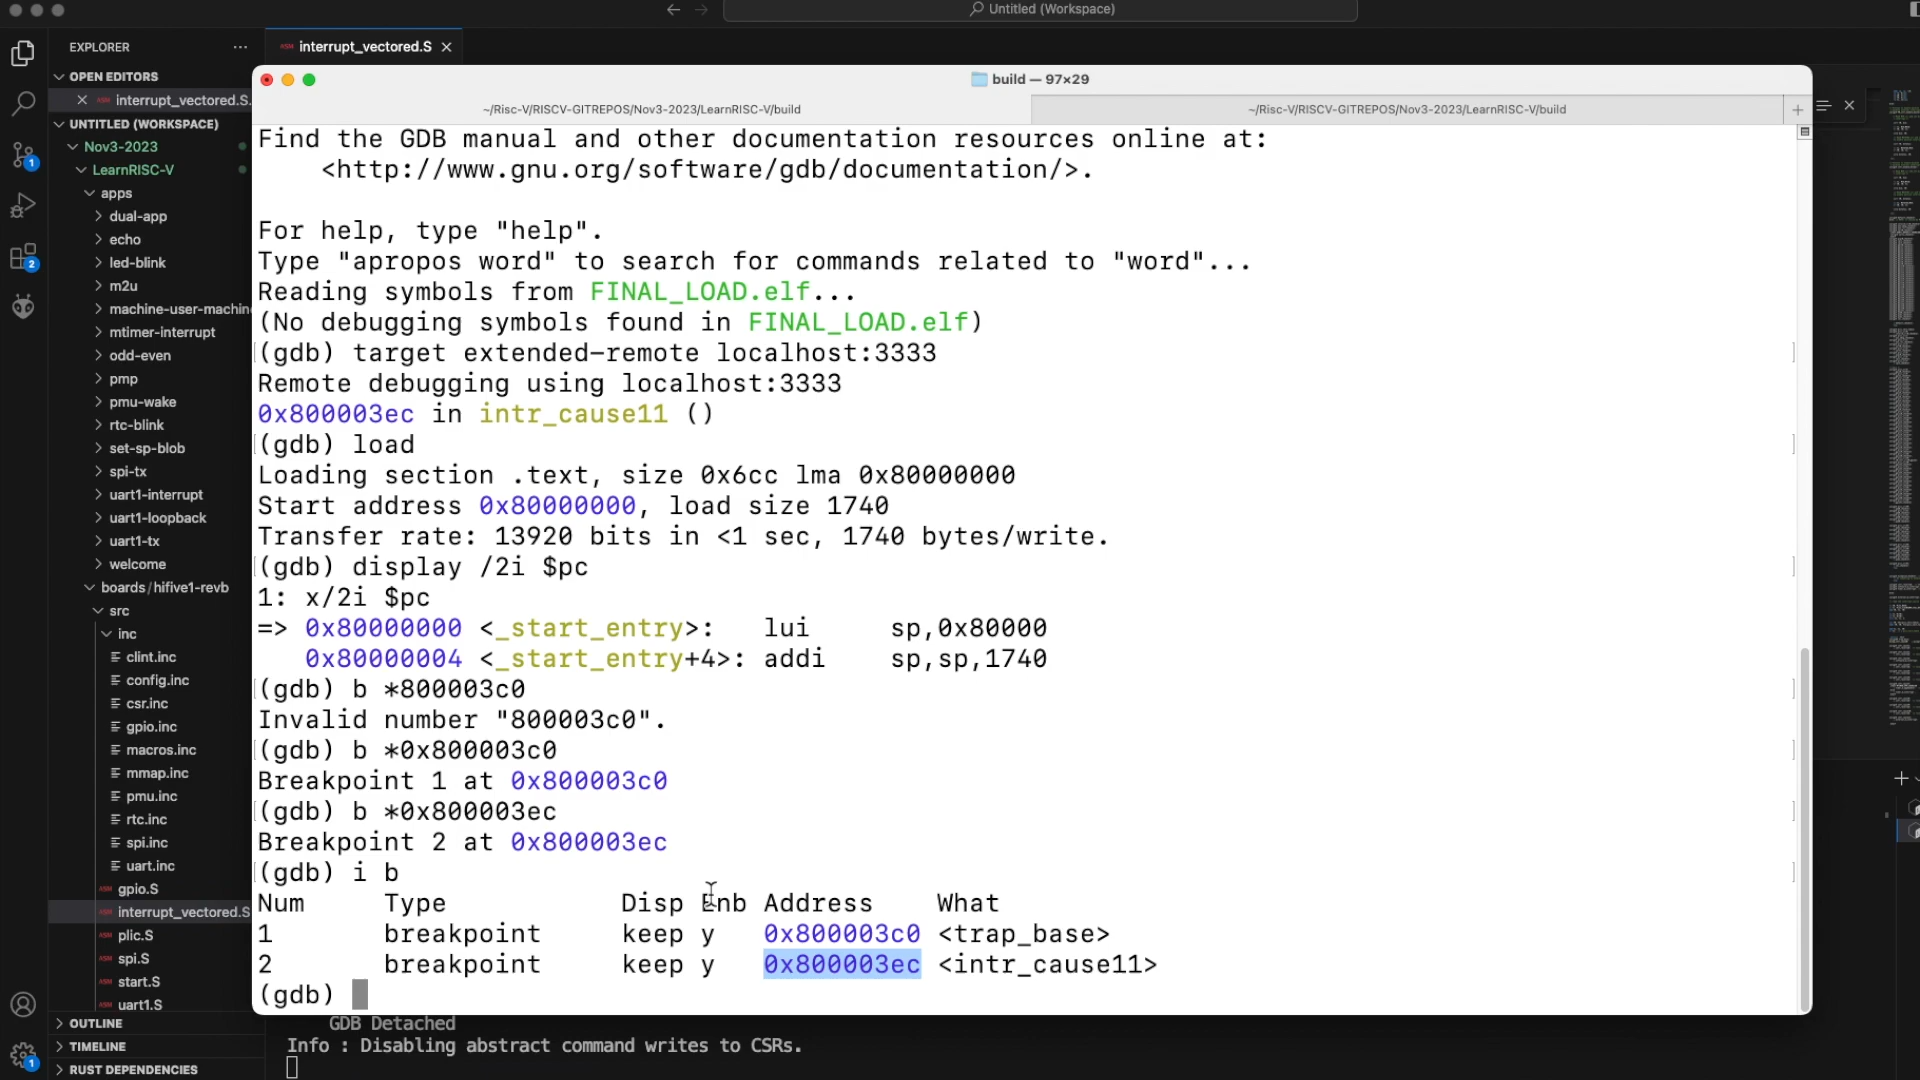 Untitled (Workspace)
EXPLORER
interrupt_vectored.S
OPEN EDITORS
interrupt_vectored.S.
UNTITLED (WORKSPACE)
Nov3-2023
LearnRISC-V
apps
dual-app
echo
led-blink
m2u
machine-user-machin
mtimer-interrupt
odd-even
pmp
pmu-wake
rtc-blink
set-sp-blob
spi-tx
uart1-interrupt
uart1-loopback
uart1-tx
welcome
boards/hifive1-revb
src
inc
clint.inc
config.inc
csr.inc
gpio.inc
macros.inc
mmap.inc
pmu.inc
rtc.inc
spi.inc
uart.inc
gpio.S
interrupt_vectored.S
plic.S
spi.S
start.S
uart1.S
OUTLINE
TIMELINE
RUST DEPENDENCIES
1
2
1
build — 97×29
~/Risc-V/RISCV-GITREPOS/Nov3-2023/LearnRISC-V/build
~/Risc-V/RISCV-GITREPOS/Nov3-2023/LearnRISC-V/build
Find the GDB manual and other documentation resources online at:
<http://www.gnu.org/software/gdb/documentation/>.
For help, type "help".
Type "apropos word" to search for commands related to "word"...
Reading symbols from FINAL_LOAD.elf...
(No debugging symbols found in FINAL_LOAD.elf)
(gdb) target extended-remote localhost:3333
Remote debugging using localhost:3333
0x800003ec in intr_cause11 ()
(gdb) load
Loading section .text, size 0x6cc lma 0x80000000
Start address 0x80000000, load size 1740
Transfer rate: 13920 bits in <1 sec, 1740 bytes/write.
(gdb) display /2i $pc
1: x/2i $pc
=> 0x80000000 <_start_entry>: lui sp,0x80000
0x80000004 <_start_entry+4>: addi sp,sp,1740
(gdb) b *800003c0
Invalid number "800003c0".
(gdb) b *0x800003c0
Breakpoint 1 at 0x800003c0
(gdb) b *0x800003ec
Breakpoint 2 at 0x800003ec
(gdb) i b
Num Type Disp Enb Address What
1 breakpoint keep y 0x800003c0 <trap_base>
2 breakpoint keep y 0x800003ec <intr_cause11>
(gdb)
GDB Detached
Info : Disabling abstract command writes to CSRs.